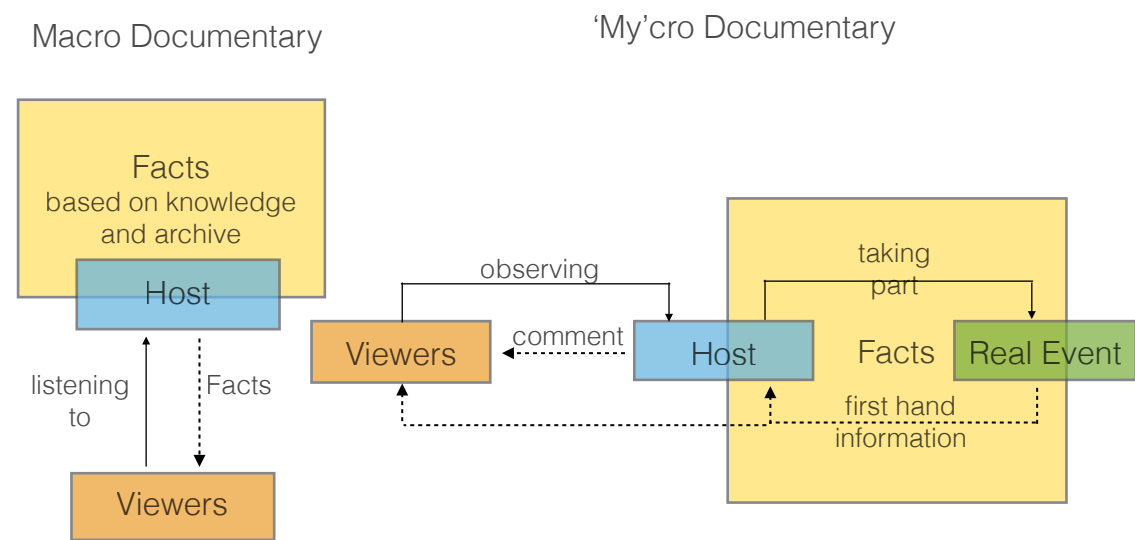 Macro Documentary
Facts
based on knowledge
and archive
Host
listening
to
Facts
Viewers
‘My’cro Documentary
observing
taking
part
comment
Viewers
Host
Facts
Real Event
first hand
information